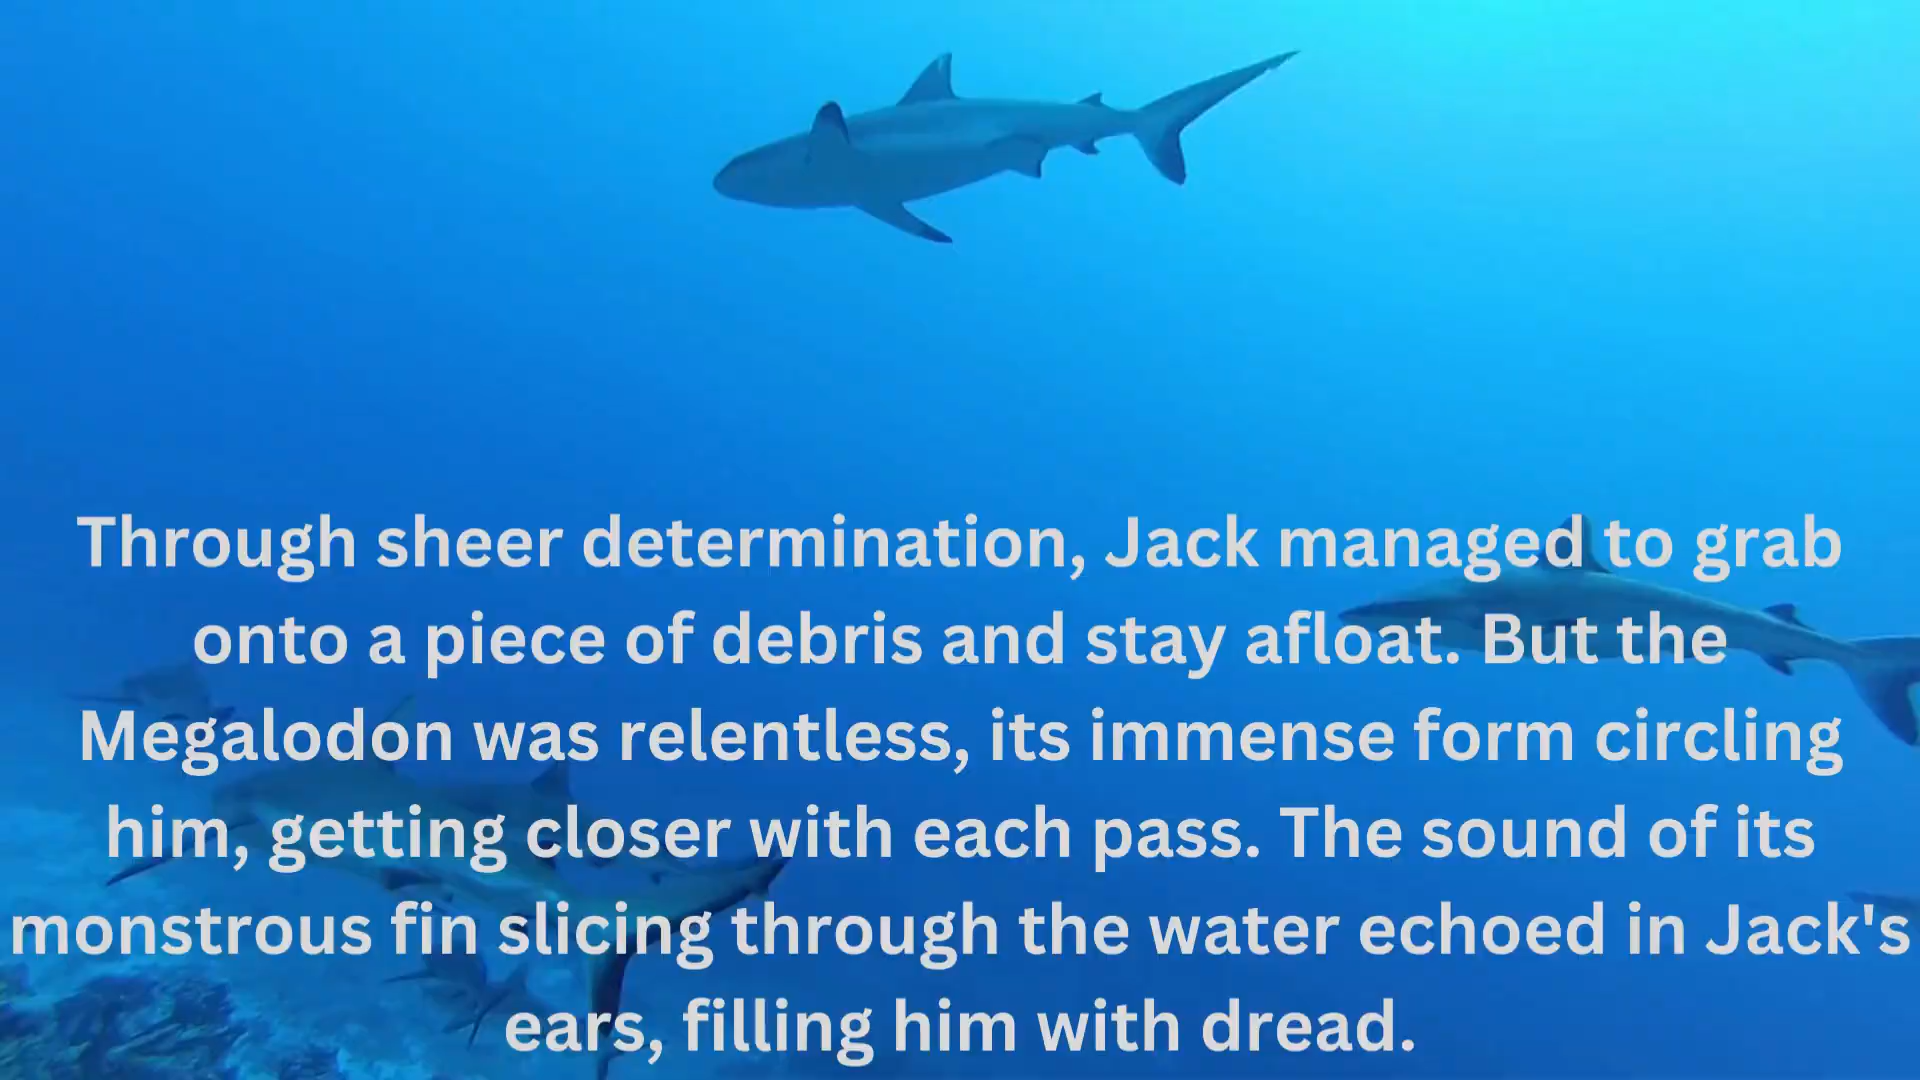 Through sheer determination, Jack managed to grab
onto a piece of debris and stay afloat. But the
Megalodon was relentless, its immense form circling
him, getting closer with each pass. The sound of its
monstrous fin slicing through the water echoed in Jack's
ears, filling him with dread.